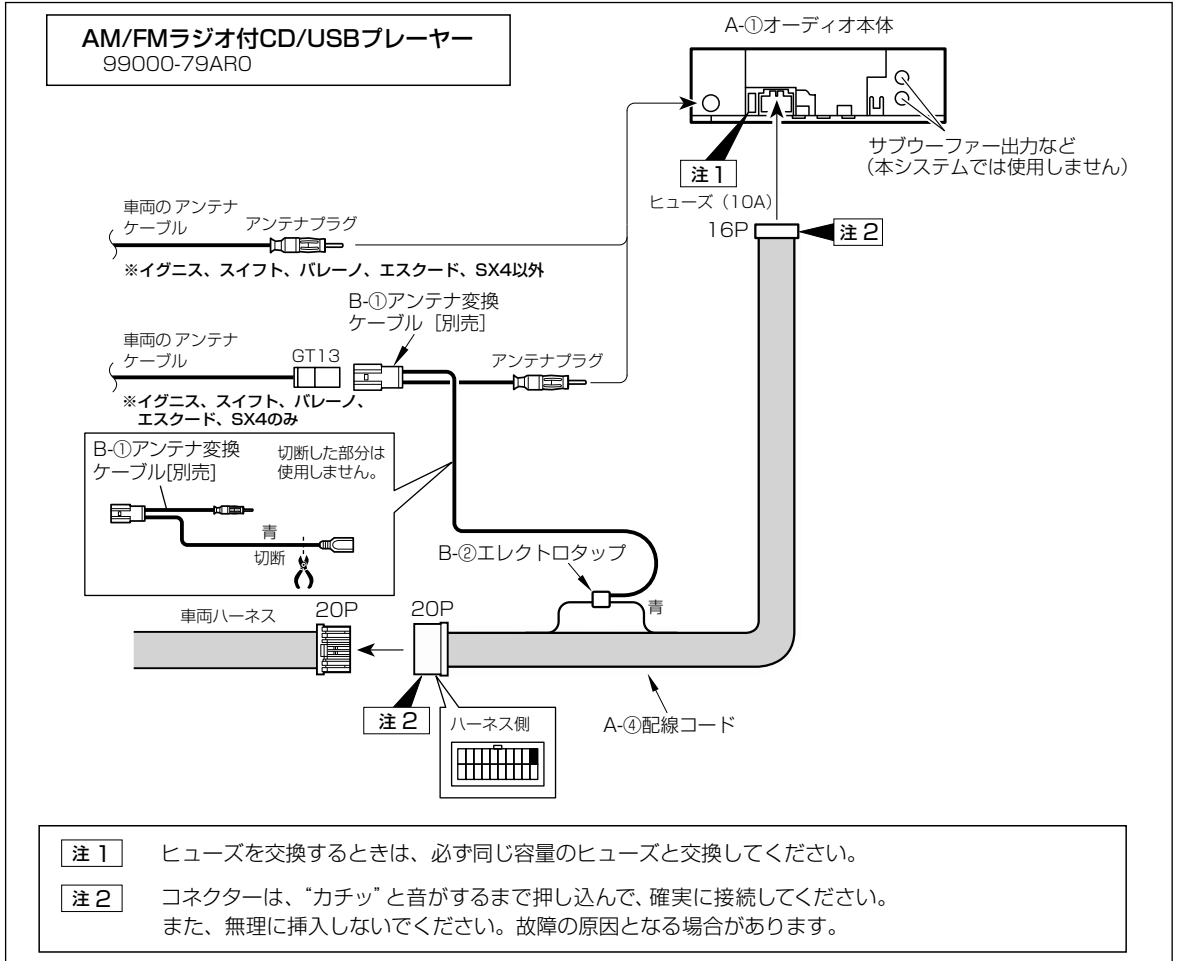 AM/FMラジオ付CD/USBプレーヤー
99000-79AR0
A-①オーディオ本体
サブウーファー出力など
（本システムでは使用しません）
注1
ヒューズ（10A）
16P
注2
車両の アンテナ
ケーブル
アンテナプラグ
※イグニス、スイフト、バレーノ、エスクード、SX4以外
B-①アンテナ変換
ケーブル［別売］
車両の アンテナ
ケーブル
GT13
アンテナプラグ
※イグニス、スイフト、バレーノ、
エスクード、SX4のみ
B-①アンテナ変換
ケーブル[別売]
切断した部分は
使用しません。
青
切断
B-②エレクトロタップ
青
車両ハーネス
20P
20P
注2
ハーネス側
A-④配線コード
注1 ヒューズを交換するときは、必ず同じ容量のヒューズと交換してください。
注2 コネクターは、“カチッ”と音がするまで押し込んで、確実に接続してください。
また、無理に挿入しないでください。故障の原因となる場合があります。